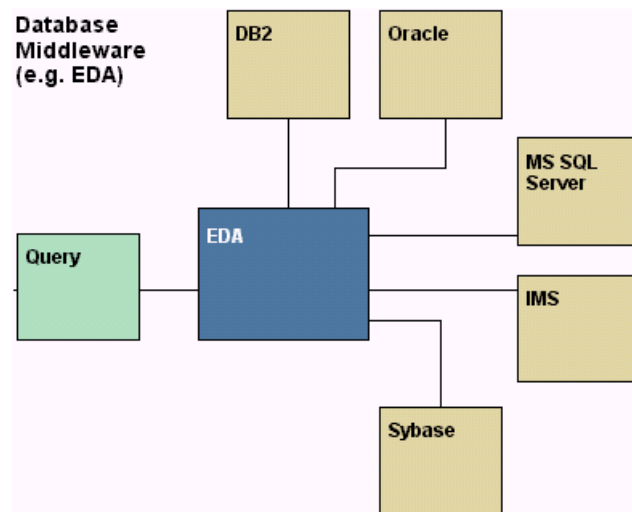 Database
Middleware
(e.g. EDA)
DB2
Oracle
MS SQL
Server
EDA
Query
IMS
Sybase